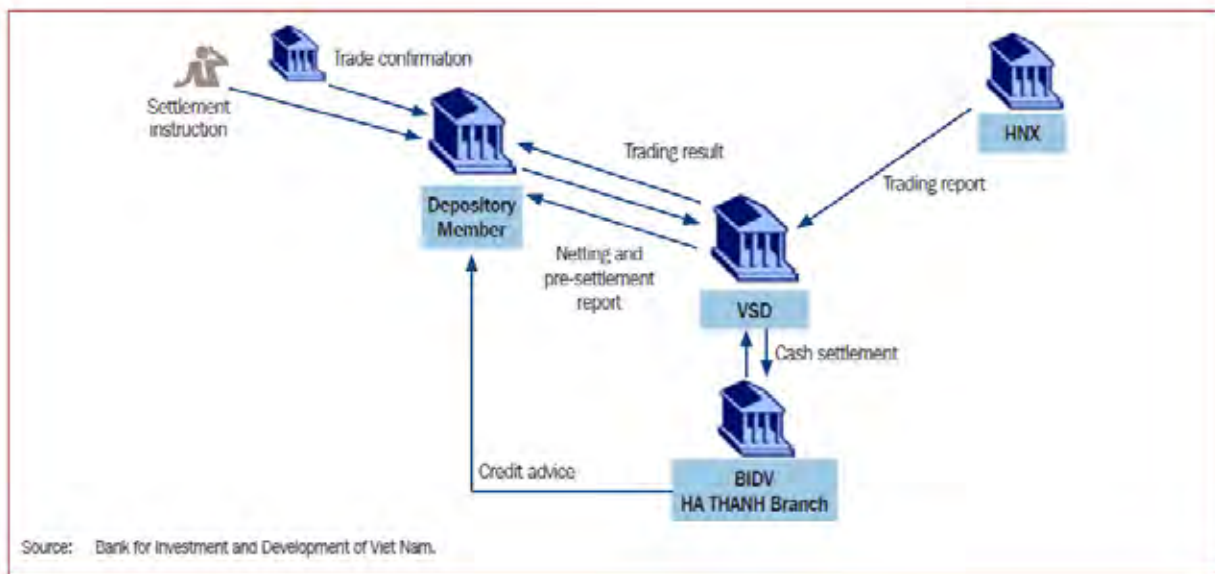 Trade confirmation
Settlement
instruction
HNX
Trading result
Trading report
Depository
Member
Netting and
pre-settlement
report
VSD
Cash settlement
Credit advice
BIDV
HA THANH Branch
Source: Bank for Investment and Development of Viet Nam.